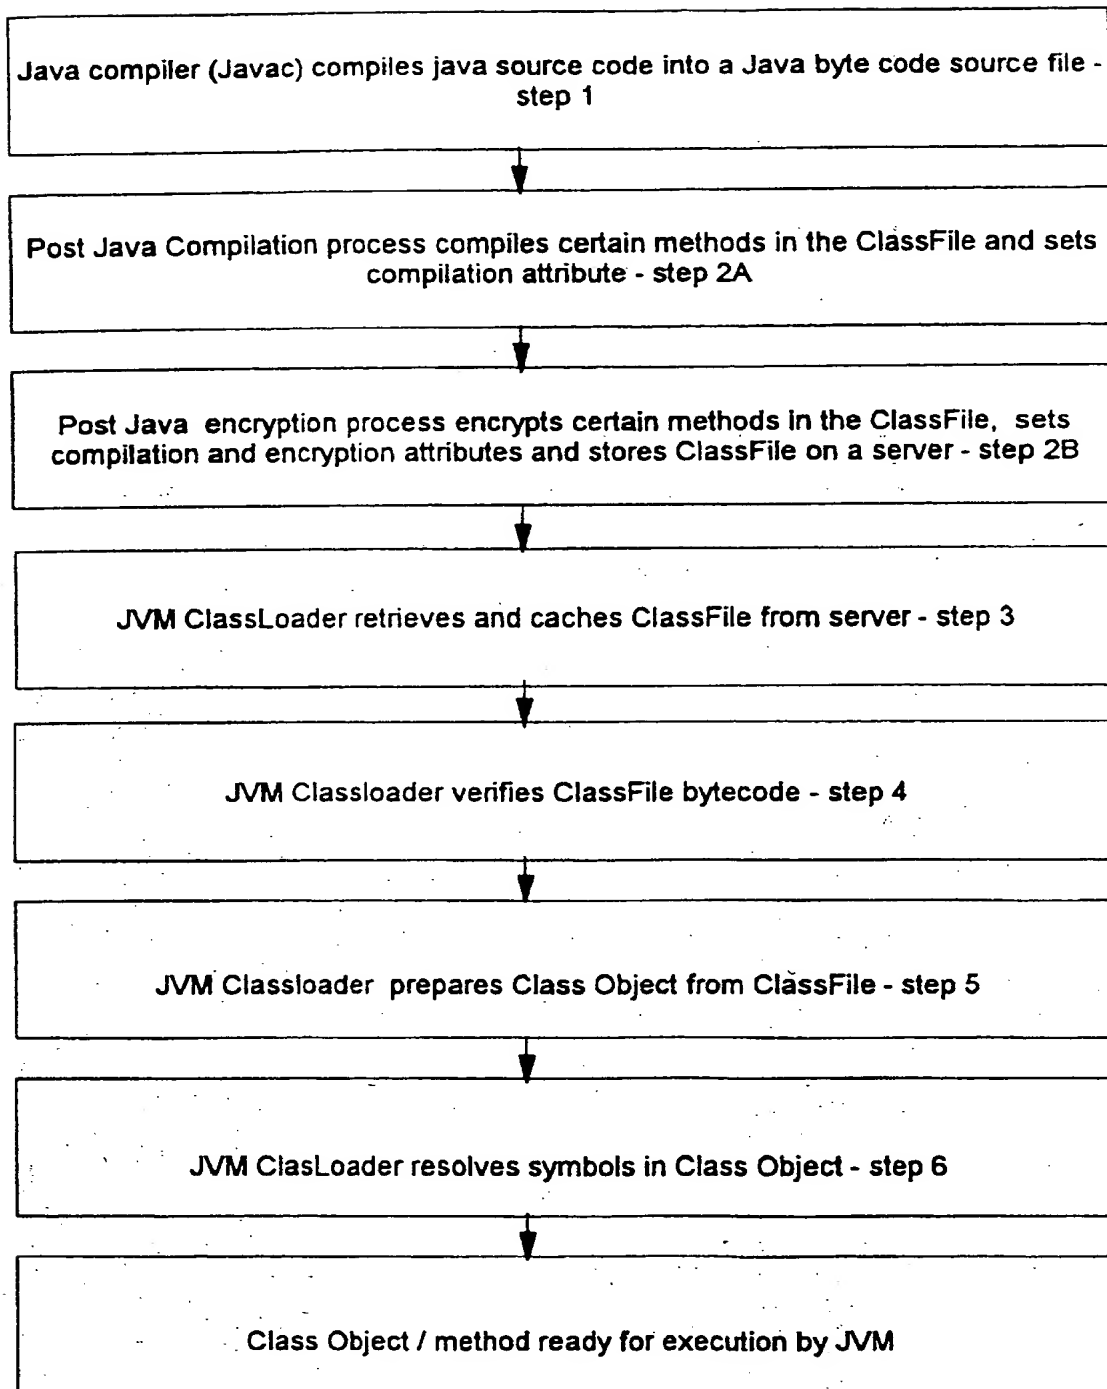 Java compiler (Javac) compiles java source code into a Java byte code source file -
step 1
Post Java Compilation process compiles certain methods in the ClassFile and sets
compilation attribute - step 2A
Post Java encryption process encrypts certain methods in the ClassFile, sets
compilation and encryption attributes and stores ClassFile on a server - step 2B
JVM ClassLoader retrieves and caches ClassFile from server - step 3
JVM Classloader verifies ClassFile bytecode - step 4
JVM Classloader prepares Class Object from ClassFile - step 5
JVM ClasLoader resolves symbols in Class Object - step 6
Class Object / method ready for execution by JVM